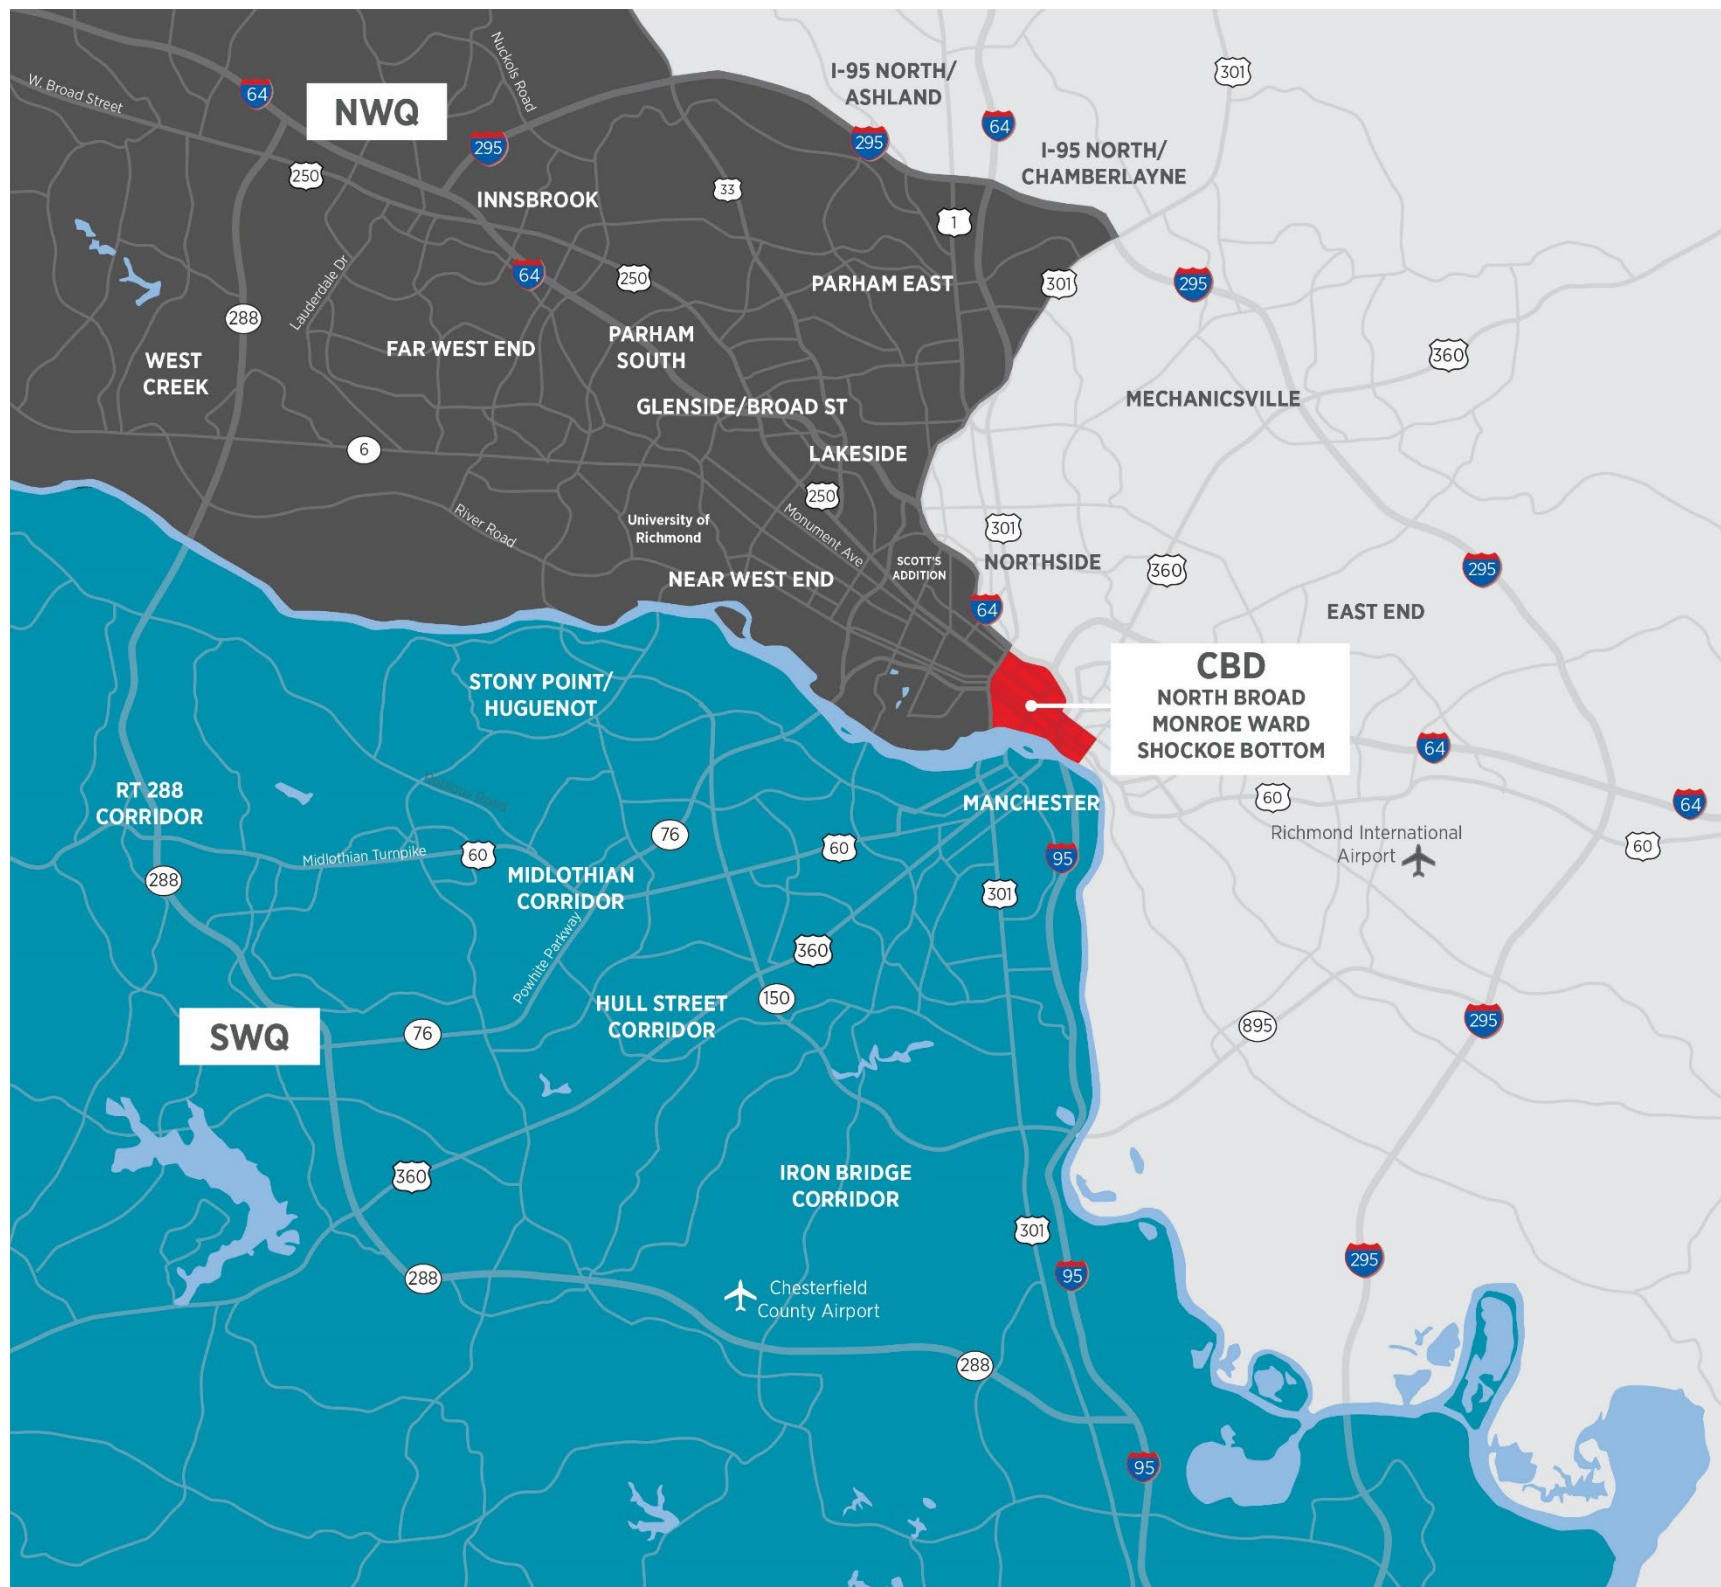 I-95 NORTH/
ASHLAND
301
Nuckols Road
W. Broad Street
64
NWQ
295
295
64
I-95 NORTH/
CHAMBERLAYNE
250
INNSBROOK
33
1
Lauderdale Dr
64
250
PARHAM EAST
301
295
288
WEST
CREEK
FAR WEST END
PARHAM
SOUTH
360
MECHANICSVILLE
GLENSIDE/BROAD ST
6
LAKESIDE
250
River Road
University of
Richmond
Monument Ave
301
SCOTT'S
ADDITION
NORTHSIDE
360
295
NEAR WEST END
64
EAST END
CBD
NORTH BROAD
MONROE WARD
SHOCKOE BOTTOM
STONY POINT/
HUGUENOT
64
RT 288
CORRIDOR
MANCHESTER
60
64
76
60
Richmond International
Airport
60
Midlothian Turnpike
60
95
288
MIDLOTHIAN
CORRIDOR
301
Powhite Parkway
360
HULL STREET
CORRIDOR
150
SWQ
76
895
295
360
IRON BRIDGE
CORRIDOR
301
288
95
295
Chesterfield
County Airport
288
95